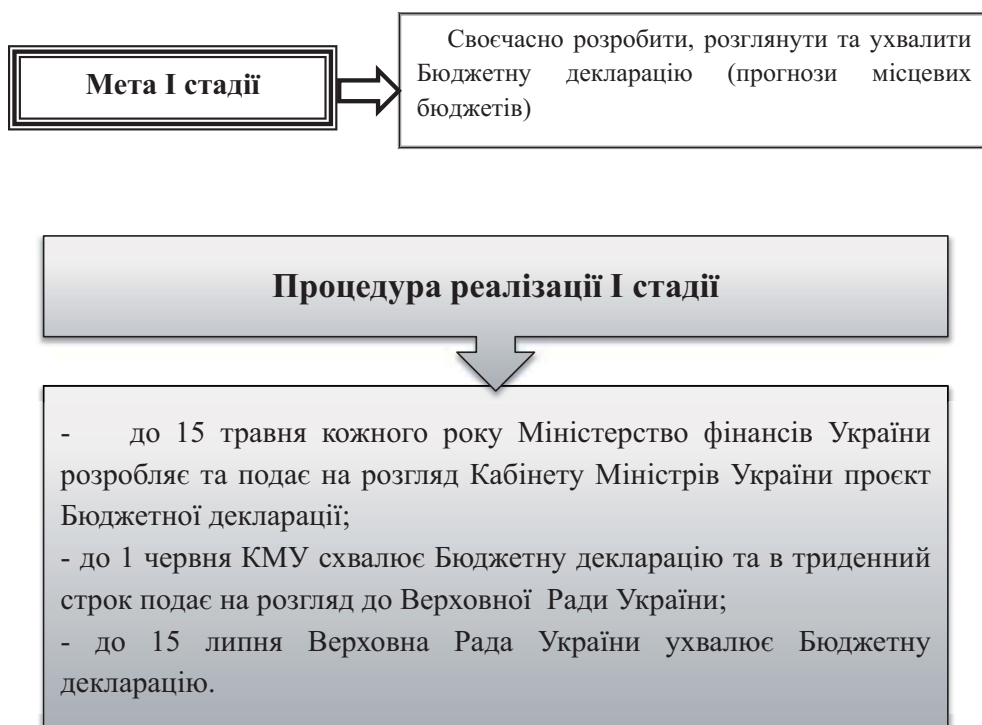 Мета І стадії
Своєчасно розробити, розглянути та ухвалити
Бюджетну декларацію (прогнози місцевих
бюджетів)
Процедура реалізації І стадії
- до 15 травня кожного року Міністерство фінансів України
розробляє та подає на розгляд Кабінету Міністрів України проєкт
Бюджетної декларації;
- до 1 червня КМУ схвалює Бюджетну декларацію та в триденний
строк подає на розгляд до Верховної Ради України;
- до 15 липня Верховна Рада України ухвалює Бюджетну
декларацію.